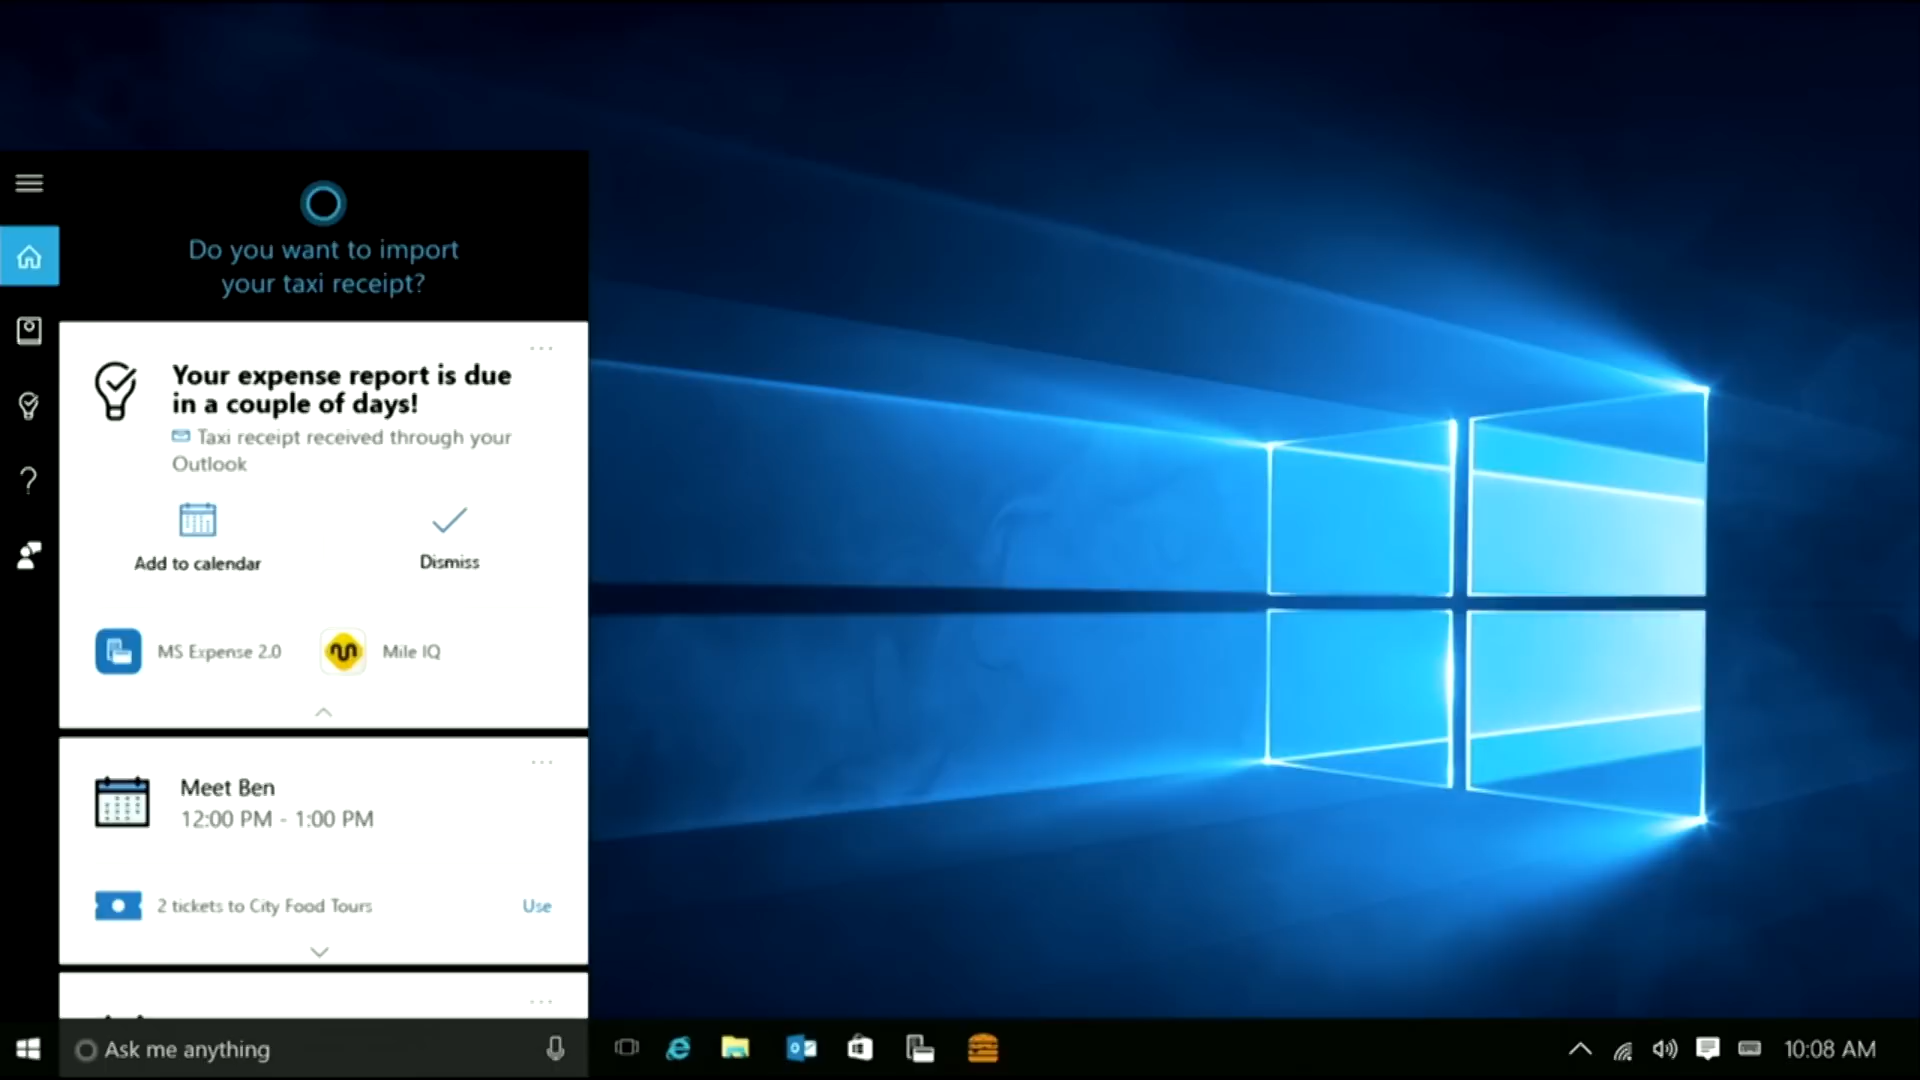 Do you want to import
your taxi receipt?
Your expense report is due
in a couple of days!
Taxi receipt received through your
Outlook
Add to calendar
Dismiss
MS Expense 2.0
Mile IQ
Meet Ben
12:00 PM - 1:00 PM
2 tickets to City Food Tours
Use
Ask me anything
10:08 AM